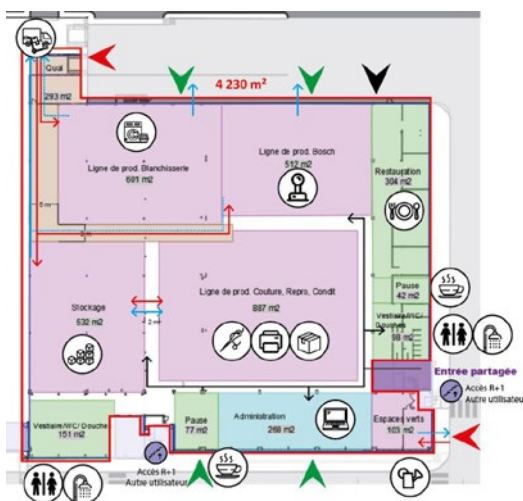 Quai
293 m2
4 230 m²
Ligne de prod. Blanchisserie
601 m2
Ligne de prod. Bosch
512 m2
Restauration
304 m2
Pause
42 m2
Vestiaire/WC/
Douches
98 m2
Stockage
532 m2
2 m
Ligne de prod. Couture, Repro, Condit
887 m2
Entrée partagée
Accès R+1
Autre utilisateur
Vestiaire/WC/ Douche
151 m2
Accès R+1
Autre utilisateur
Pause
77 m2
Administration
268 m2
Espaces verts
103 m2